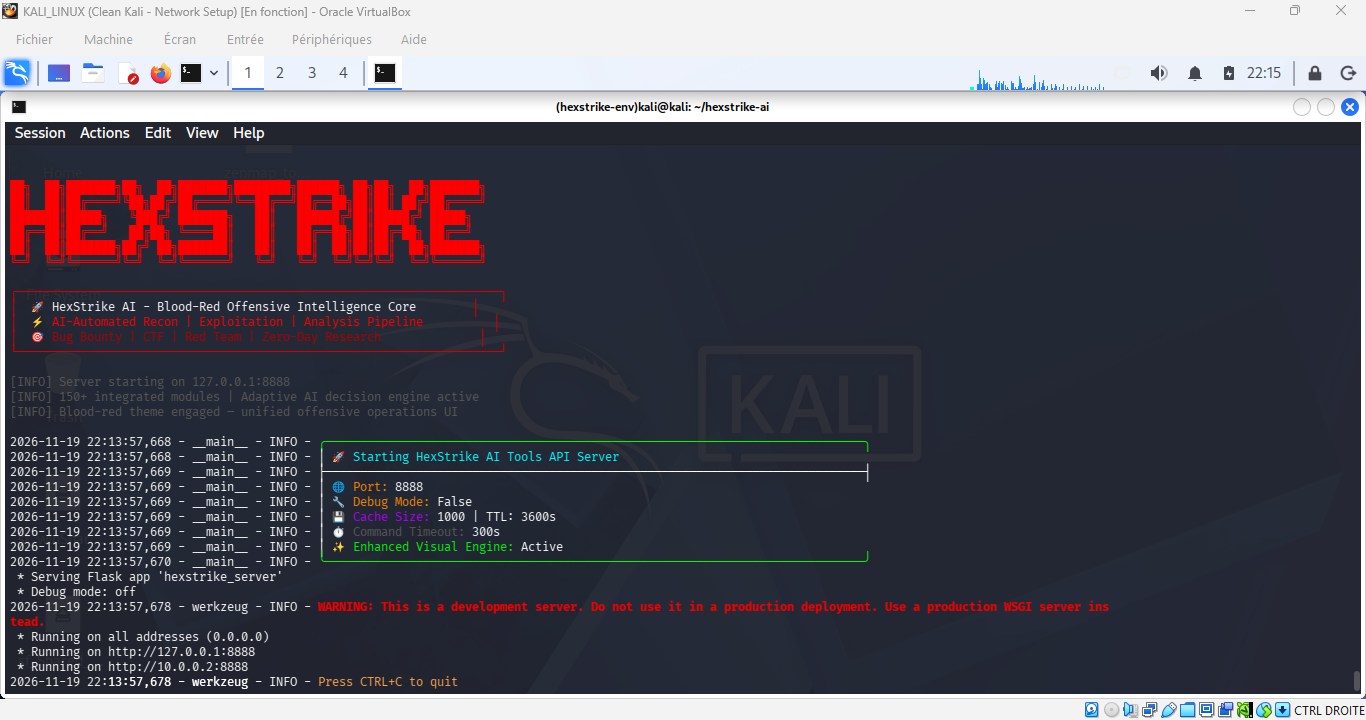 KALI_LINUX (Clean Kali - Network Setup) [En fonction] - Oracle VirtualBox
Fichier Machine Écran Entrée Périphériques Aide
1 2 3 4 22:15
(hexstrike-env)kali@kali: ~/hexstrike-ai
Session Actions Edit View Help
Home
HEXSTRIKE
🚀 HexStrike AI - Blood-Red Offensive Intelligence Core
⚡ AI-Automated Recon | Exploitation | Analysis Pipeline
🎯 Bug Bounty | CTF | Red Team | Zero-Day Research
[INFO] Server starting on 127.0.0.1:8888
[INFO] 150+ integrated modules | Adaptive AI decision engine active
[INFO] Blood-red theme engaged – unified offensive operations UI
KALI
2026-11-19 22:13:57,668 - __main__ - INFO -
2026-11-19 22:13:57,668 - __main__ - INFO - 🚀 Starting HexStrike AI Tools API Server
2026-11-19 22:13:57,669 - __main__ - INFO -
2026-11-19 22:13:57,669 - __main__ - INFO - 🌐 Port: 8888
2026-11-19 22:13:57,669 - __main__ - INFO - 🔧 Debug Mode: False
2026-11-19 22:13:57,669 - __main__ - INFO - 💾 Cache Size: 1000 | TTL: 3600s
2026-11-19 22:13:57,669 - __main__ - INFO - ⏱️ Command Timeout: 300s
2026-11-19 22:13:57,669 - __main__ - INFO - ✨ Enhanced Visual Engine: Active
2026-11-19 22:13:57,670 - __main__ - INFO -
* Serving Flask app 'hexstrike_server'
* Debug mode: off
2026-11-19 22:13:57,678 - werkzeug - INFO - WARNING: This is a development server. Do not use it in a production deployment. Use a production WSGI server ins
tead.
* Running on all addresses (0.0.0.0)
* Running on http://127.0.0.1:8888
* Running on http://10.0.0.2:8888
2026-11-19 22:13:57,678 - werkzeug - INFO - Press CTRL+C to quit
CTRL DROITE